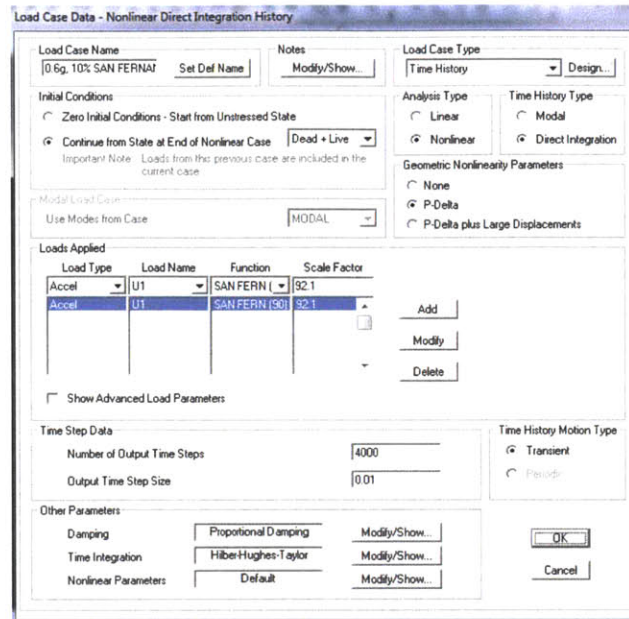 Load Case Data - Nonlinear Direct Integration History
Load Case Name
0.6g, 10% SAN FERNAN
Set Def Name
Notes
Modify/Show...
Load Case Type
Time History
Design...
Initial Conditions
Zero Initial Conditions - Start from Unstressed State
Continue from State at End of Nonlinear Case
Dead + Live
Important Note: Loads from this previous case are included in the
current case
Analysis Type
Linear
Nonlinear
Time History Type
Modal
Direct Integration
Geometric Nonlinearity Parameters
None
P-Delta
P-Delta plus Large Displacements
Modal Load Case
Use Modes from Case
MODAL
Loads Applied
Load Type Load Name Function Scale Factor
Accel U1 SAN FERN ( 92.1
Accel U1 SAN FERN (90) 92.1
Add
Modify
Delete
Show Advanced Load Parameters
Time Step Data
Number of Output Time Steps 4000
Output Time Step Size 0.01
Time History Motion Type
Transient
Periodic
Other Parameters
Damping Propotional Damping Modify/Show...
Time Integration Hilber-Hughes-Taylor Modify/Show...
Nonlinear Parameters Default Modify/Show...
OK
Cancel